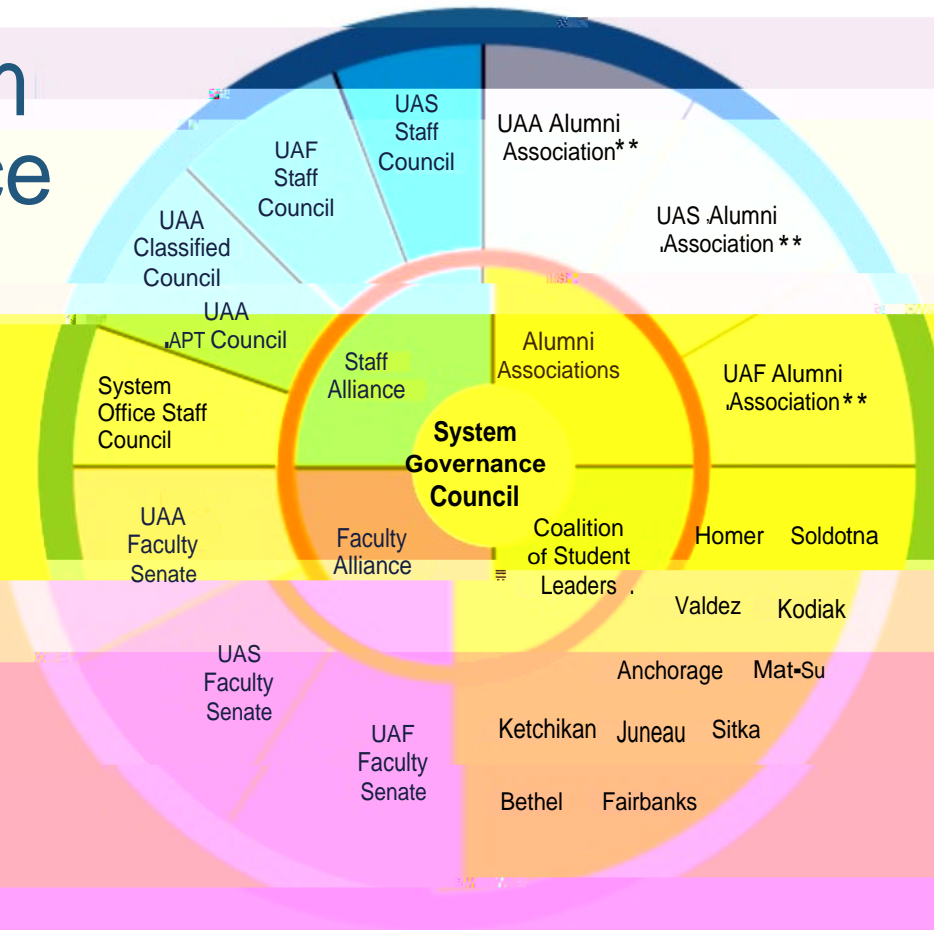 m
ce
UAS
Staff
Council
UAA Alumni
Association**
UAF
Staff
Council
UAS Alumni
Association **
UAA
Classified
Council
UAA
APT Council
Staff
Alliance
Alumni
Associations
UAF Alumni
Association**
System
Office Staff
Council
System
Governance
Council
UAA
Faculty
Senate
Faculty
Alliance
Coalition
of Student
Leaders
Homer Soldotna
Valdez Kodiak
Anchorage Mat-Su
Ketchikan Juneau Sitka
Bethel Fairbanks
UAS
Faculty
Senate
UAF
Faculty
Senate